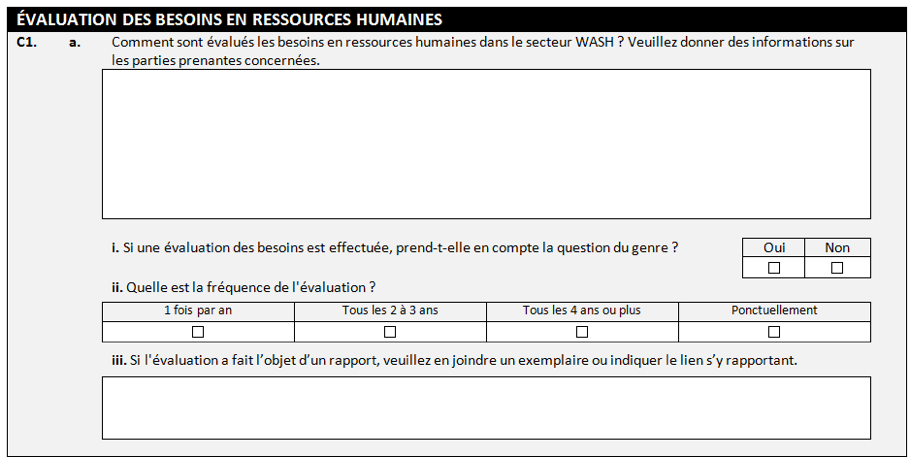 ÉVALUATION DES BESOINS EN RESSOURCES HUMAINES
C1. a. Comment sont évalués les besoins en ressources humaines dans le secteur WASH ? Veuillez donner des informations sur
les parties prenantes concernées.
i. Si une évaluation des besoins est effectuée, prend-t-elle en compte la question du genre ? Oui Non
ii. Quelle est la fréquence de l'évaluation ?
1 fois par an Tous les 2 à 3 ans Tous les 4 ans ou plus Ponctuellement
iii. Si l'évaluation a fait l’objet d’un rapport, veuillez en joindre un exemplaire ou indiquer le lien s’y rapportant.